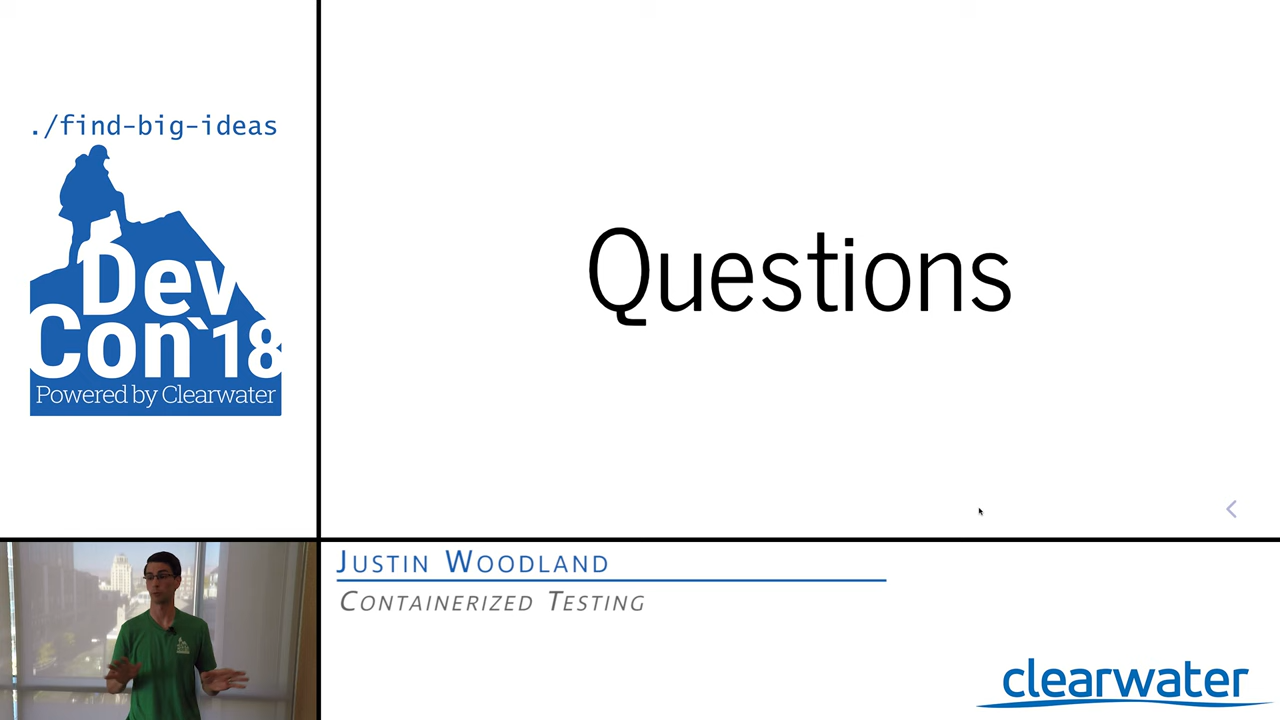 ./find-big-ideas
Dev
Con`18
Powered by Clearwater
Questions
JUSTIN WOODLAND
CONTAINERIZED TESTING
clearwater